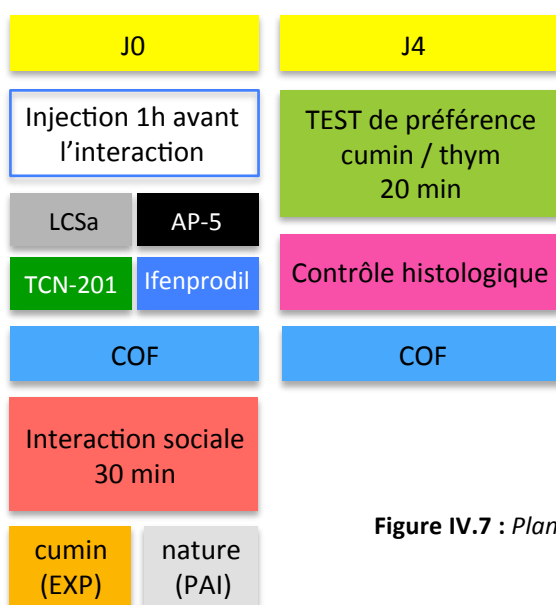 J0
Injection 1h avant
l'interaction
LCSa
AP-5
TCN-201
Ifenprodil
COF
Interaction sociale
30 min
cumin
(EXP)
nature
(PAI)
J4
TEST de préférence
cumin / thym
20 min
Contrôle histologique
COF
Figure IV.7 : Plan